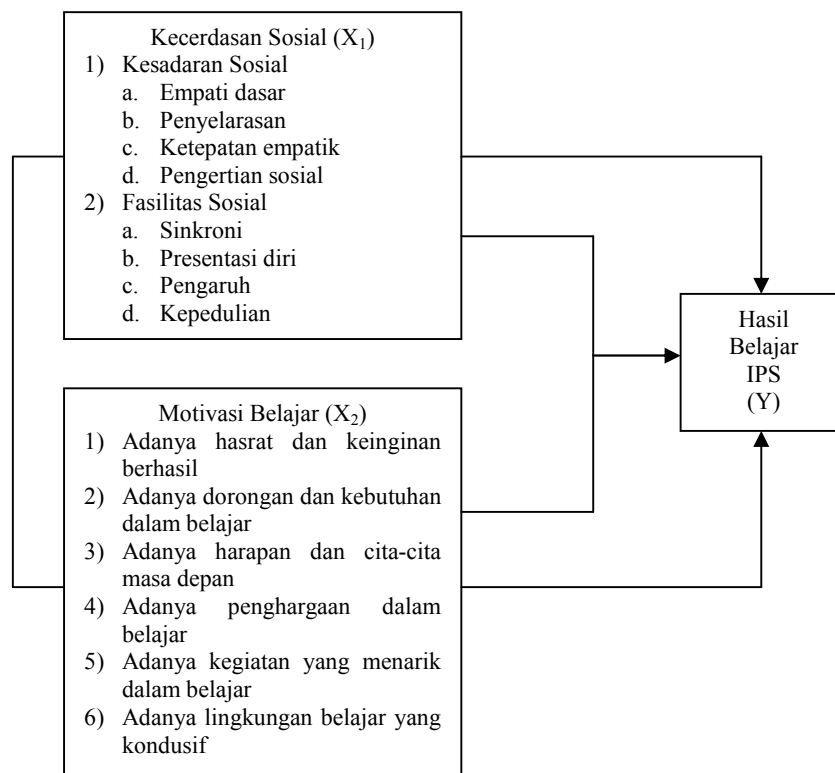 Kecerdasan Sosial (X₁)
1) Kesadaran Sosial
a. Empati dasar
b. Penyelarasan
c. Ketepatan empatik
d. Pengertian sosial
2) Fasilitas Sosial
a. Sinkroni
b. Presentasi diri
c. Pengaruh
d. Kepedulian
Motivasi Belajar (X₂)
1) Adanya hasrat dan keinginan
berhasil
2) Adanya dorongan dan kebutuhan
dalam belajar
3) Adanya harapan dan cita-cita
masa depan
4) Adanya penghargaan dalam
belajar
5) Adanya kegiatan yang menarik
dalam belajar
6) Adanya lingkungan belajar yang
kondusif
Hasil
Belajar
IPS
(Y)